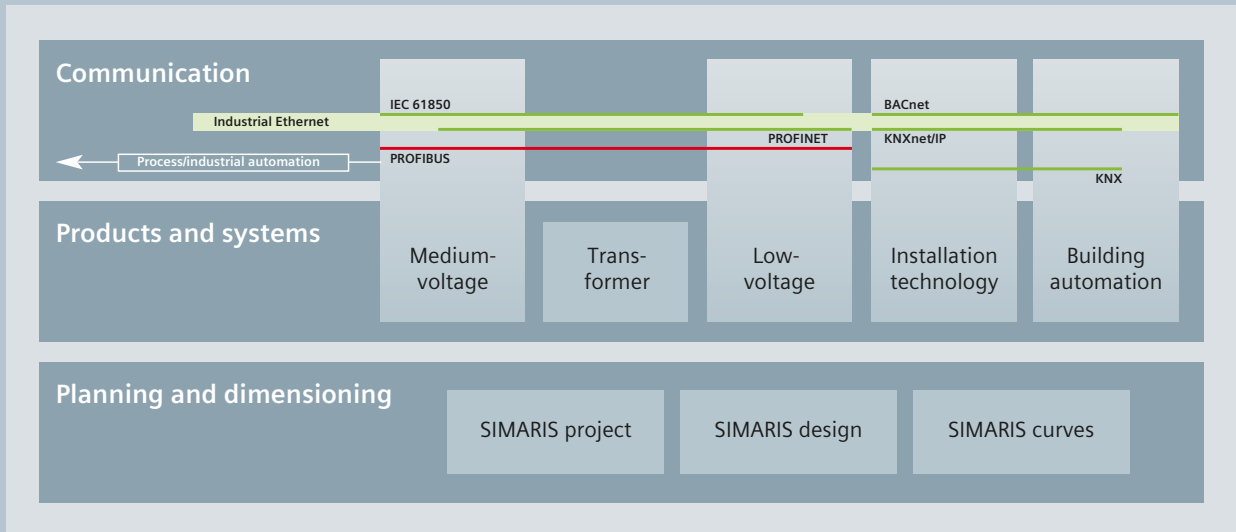 Communication
IEC 61850
BACnet
Industrial Ethernet
PROFINET
KNXnet/IP
Process/industrial automation
PROFIBUS
KNX
Products and systems
Medium-
voltage
Trans-
former
Low-
voltage
Installation
technology
Building
automation
Planning and dimensioning
SIMARIS project
SIMARIS design
SIMARIS curves